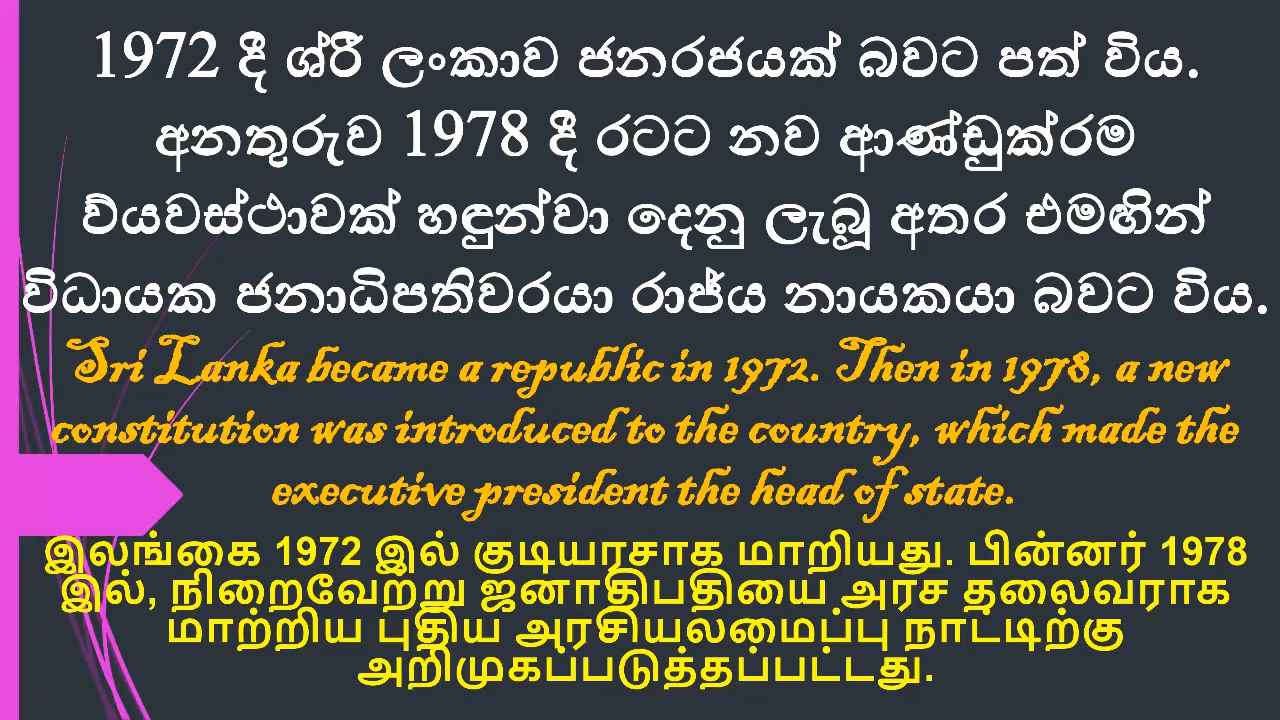 1972 දී ශ්රී ලංකාව ජනරජයක් බවට පත් විය.
අනතුරුව 1978 දී රටට නව ආණ්ඩුක්රම
ව්යවස්ථාවක් හඳුන්වා දෙනු ලැබූ අතර එමඟින්
විධායක ජනාධිපතිවරයා රාජ්ය නායකයා බවට විය.
Sri Lanka became a republic in 1972. Then in 1978, a new
constitution was introduced to the country, which made the
executive president the head of state.
இலங்கை 1972 இல் குடியரசாக மாறியது. பின்னர் 1978
இல், நிறைவேற்று ஜனாதிபதியை அரச தலைவராக
மாற்றிய புதிய அரசியலமைப்பு நாட்டிற்கு
அறிமுகப்படுத்தப்பட்டது.